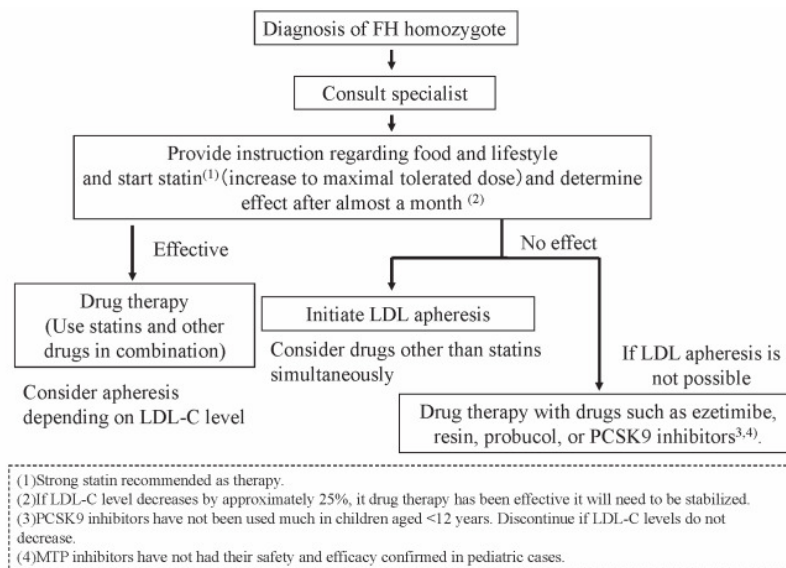 Diagnosis of FH homozygote
Consult specialist
Provide instruction regarding food and lifestyle
and start statin(1)(increase to maximal tolerated dose) and determine
effect after almost a month (2)
Effective
No effect
Drug therapy
(Use statins and other
drugs in combination)
Consider apheresis
depending on LDL-C level
Initiate LDL apheresis
Consider drugs other than statins
simultaneously
If LDL apheresis is
not possible
Drug therapy with drugs such as ezetimibe,
resin, probucol, or PCSK9 inhibitors3,4).
(1)Strong statin recommended as therapy.
(2)If LDL-C level decreases by approximately 25%, it drug therapy has been effective it will need to be stabilized.
(3)PCSK9 inhibitors have not been used much in children aged <12 years. Discontinue if LDL-C levels do not
decrease.
(4)MTP inhibitors have not had their safety and efficacy confirmed in pediatric cases.